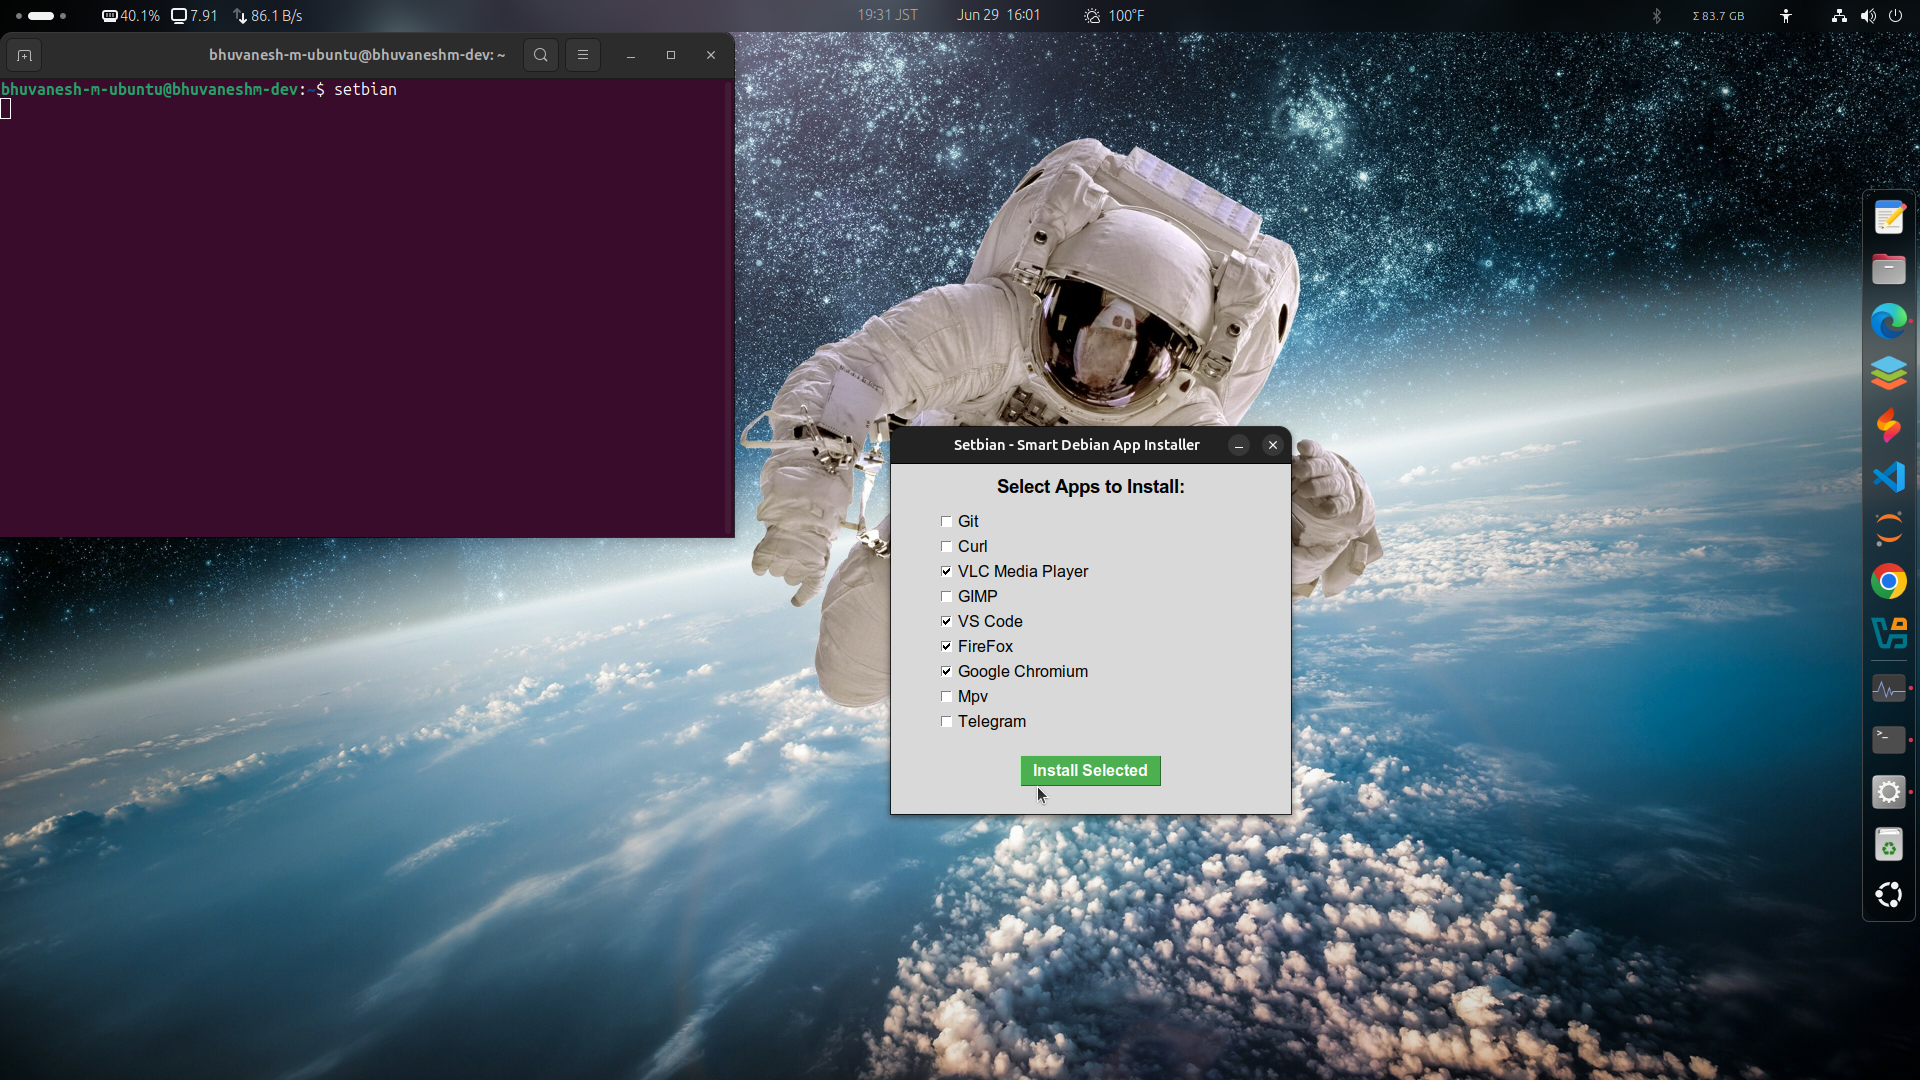 40.1% 7.91 86.1 B/s 19:31 JST Jun 29 16:01 100°F Σ 83.7 GB
bhuvanesh-m-ubuntu@bhuvaneshm-dev: ~
bhuvanesh-m-ubuntu@bhuvaneshm-dev:~$ setbian
Setbian - Smart Debian App Installer
Select Apps to Install:
Git
Curl
VLC Media Player
GIMP
VS Code
FireFox
Google Chromium
Mpv
Telegram
Install Selected